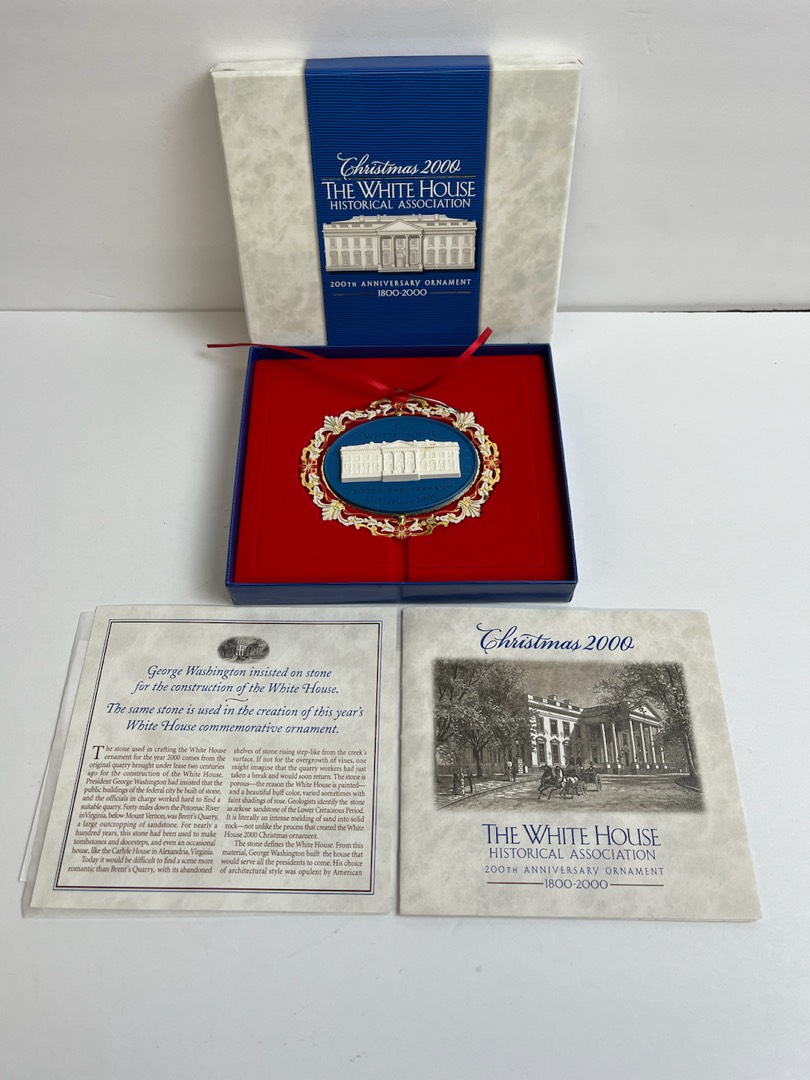 Christmas 2000
THE WHITE HOUSE
HISTORICAL ASSOCIATION
200TH ANNIVERSARY ORNAMENT
1800-2000
200TH ANNIVERSARY
CHRISTMAS 2000
George Washington insisted on stone
for the construction of the White House.
The same stone is used in the creation of this year's
White House commemorative ornament.
The stone used in crafting the White House
ornament for the year 2000 comes from the
original quarry brought under lease two centuries
ago for the construction of the White House.
President George Washington had insisted that the
public buildings of the federal city be built of stone,
and the officials in charge worked hard to find a
suitable quarry. Forty miles down the Potomac River
in Virginia, below Mount Vernon, was Brent's Quarry,
a large outcropping of sandstone. For nearly a
hundred years, this stone had been used to make
tombstones and doorsteps, and even an occasional
house, like the Carlyle House in Alexandria, Virginia.
Today it would be difficult to find a scene more
romantic than Brent's Quarry, with its abandoned
shelves of stone rising step-like from the creek's
surface. If not for the overgrowth of vines, one
might imagine that the quarry workers had just
taken a break and would soon return. The stone is
porous—the reason the White House is painted—
and a beautiful buff color, varied sometimes with
faint shadings of rose. Geologists identify the stone
as arkose sandstone of the Lower Cretaceous Period.
It is literally an intense melding of sand into solid
rock—not unlike the process that created the White
House 2000 Christmas ornament.
The stone defines the White House. From this
material, George Washington built the house that
would serve all the presidents to come. His choice
of architectural style was opulent by American
Christmas 2000
THE WHITE HOUSE
HISTORICAL ASSOCIATION
200TH ANNIVERSARY ORNAMENT
1800-2000